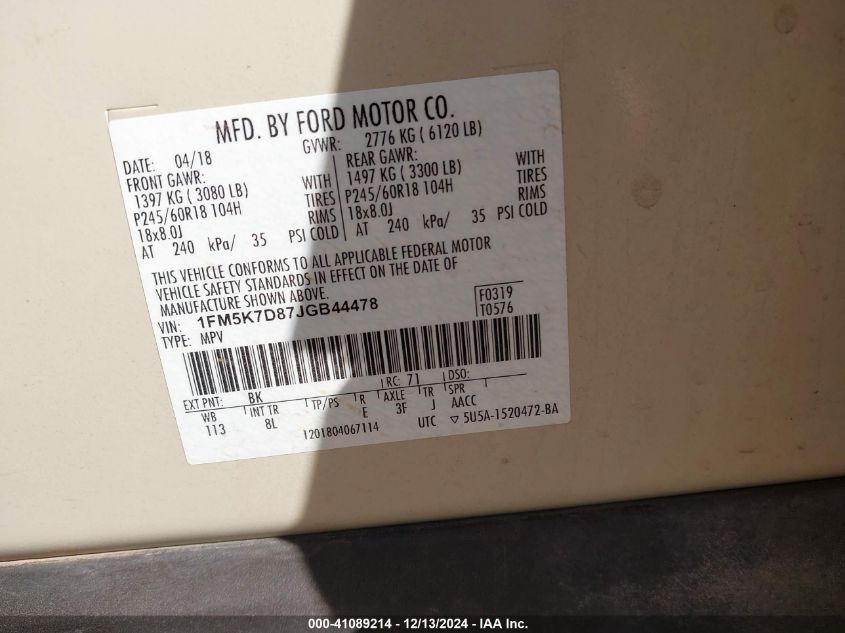 MFD. BY FORD MOTOR CO.
DATE: 04/18
GVWR: 2776 KG ( 6120 LB)
FRONT GAWR:
1397 KG ( 3080 LB) WITH
P245/60R18 104H TIRES
18x8.0J RIMS
AT 240 kPa/ 35 PSI COLD
REAR GAWR:
1497 KG ( 3300 LB) WITH
P245/60R18 104H TIRES
18x8.0J RIMS
AT 240 kPa/ 35 PSI COLD
THIS VEHICLE CONFORMS TO ALL APPLICABLE FEDERAL MOTOR
VEHICLE SAFETY STANDARDS IN EFFECT ON THE DATE OF
MANUFACTURE SHOWN ABOVE.
VIN: 1FM5K7D87JGB44478
TYPE: MPV
F0319
T0576
EXT PNT: BK RC: 71 DSO:
WB INT TR TP/PS R AXLE TR SPR
113 8L E 3F J AACC
1201804067114
UTC ▽ 5U5A-1520472-BA
000-41089214 - 12/13/2024 - IAA Inc.